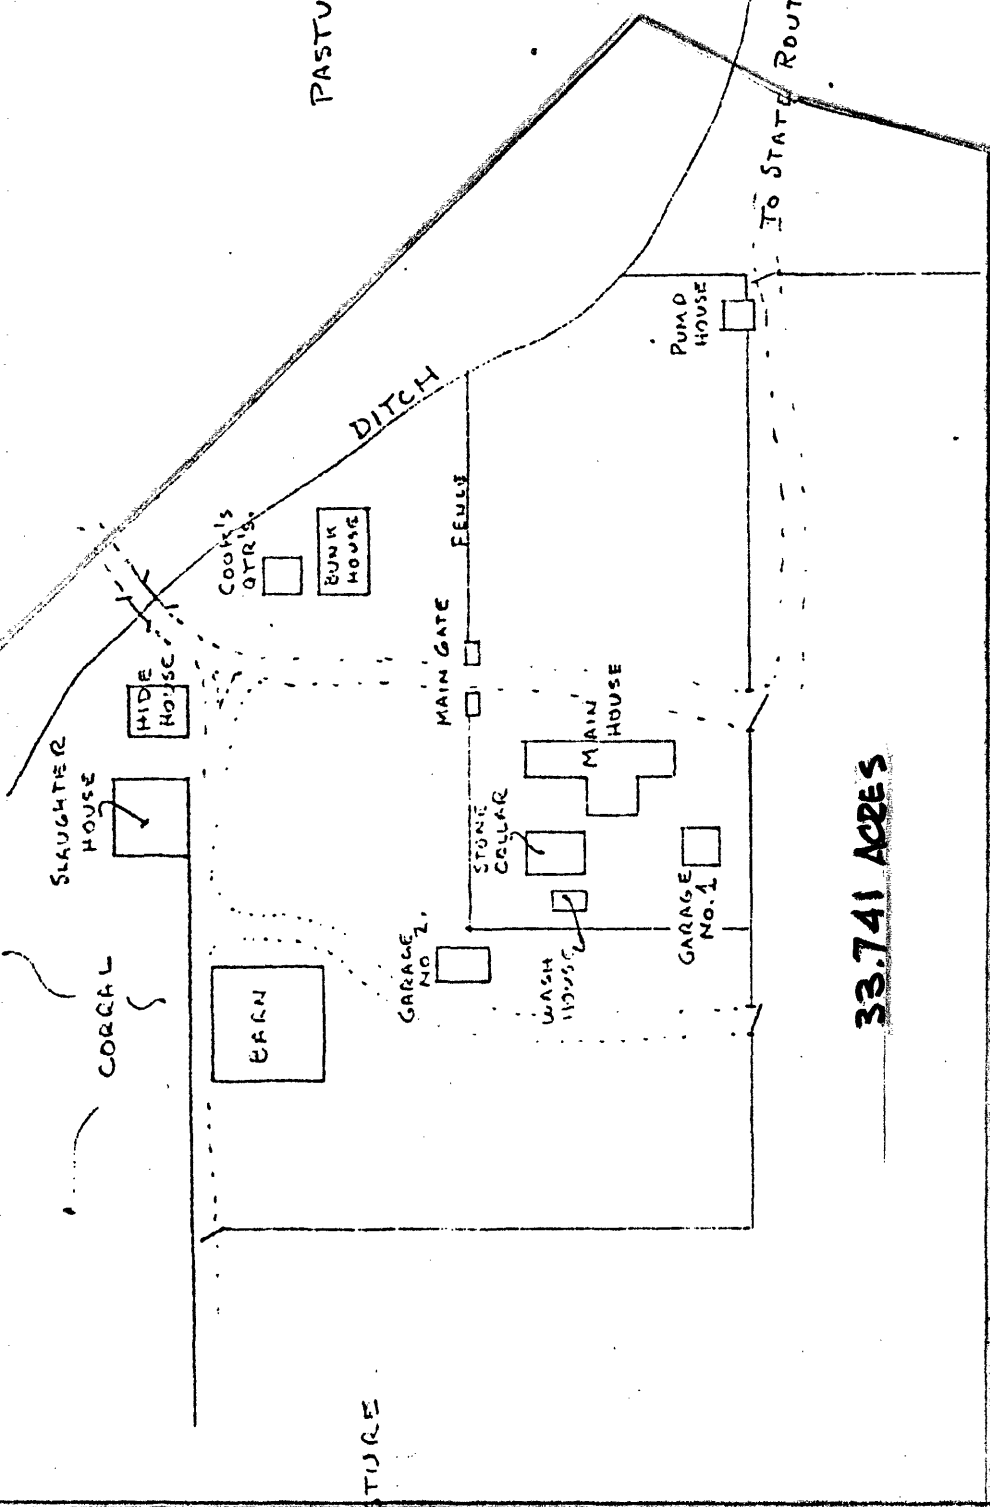 PASTU
TO STATE ROUT
PUMP
HOUSE
DITCH
COOK'S
QTR'S.
BUNK
HOUSE
FENCE
MAIN GATE
HIDE
HOUSE
MAIN
HOUSE
SLAUGHTER
HOUSE
STONE
CELLAR
GARAGE
NO. 1
GARAGE
NO 2.
WASH
HOUSE
CORRAL
BARN
33.741 ACRES
STURE